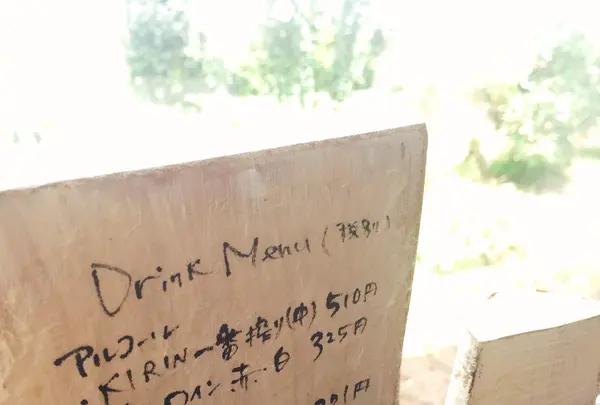 Drink Menu (税別)
アルコール
・KIRIN一番搾り(中) 510円
ワイン 赤・白 325円